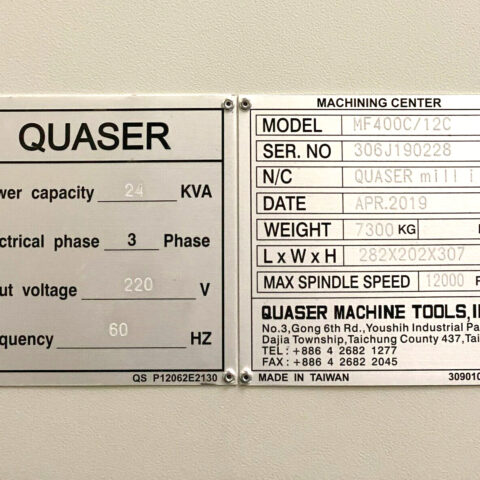 QUASER
wer capacity 24 KVA
ectrical phase 3 Phase
ut voltage 220 V
quency 60 HZ
QS P12062E2130
MACHINING CENTER
MODEL MF400C/12C
SER. NO 306J190228
N/C QUASER mill i
DATE APR.2019
WEIGHT 7300 KG
L x W x H 282X202X307
MAX SPINDLE SPEED 12000
QUASER MACHINE TOOLS,I
No.3,Gong 6th Rd.,Youshih Industrial Pa
Dajia Township,Taichung County 437,Tai
TEL : +886 4 2682 1277
FAX : +886 4 2682 2045
MADE IN TAIWAN 30901